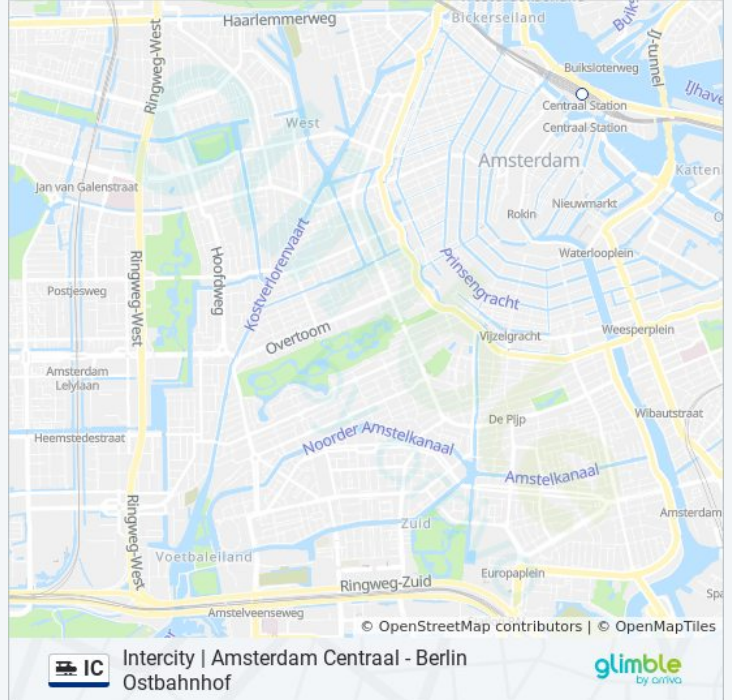 Haarlemmerweg
Bickerseiland
Ringweg-West
IJ-tunnel
Buiksloterweg
Centraal Station
Centraal Station
West
Amsterdam
Jan van Galenstraat
Nieuwmarkt
Rokin
Kostverlorenvaart
Hoofdweg
Waterlooplein
Prinsengracht
Ringweg-West
Postjesweg
Overtoom
Vijzelgracht
Weesperplein
Amsterdam
Lelylaan
De Pijp
Wibautstraat
Heemstedestraat
Noorder Amstelkanaal
Amstelkanaal
Ringweg-West
Amsterdam
Zuid
Voetbaleiland
Europaplein
Ringweg-Zuid
Amstelveenseweg
© OpenStreetMap contributors | © OpenMapTiles
IC
Intercity | Amsterdam Centraal - Berlin
Ostbahnhof
glimble
by arriva